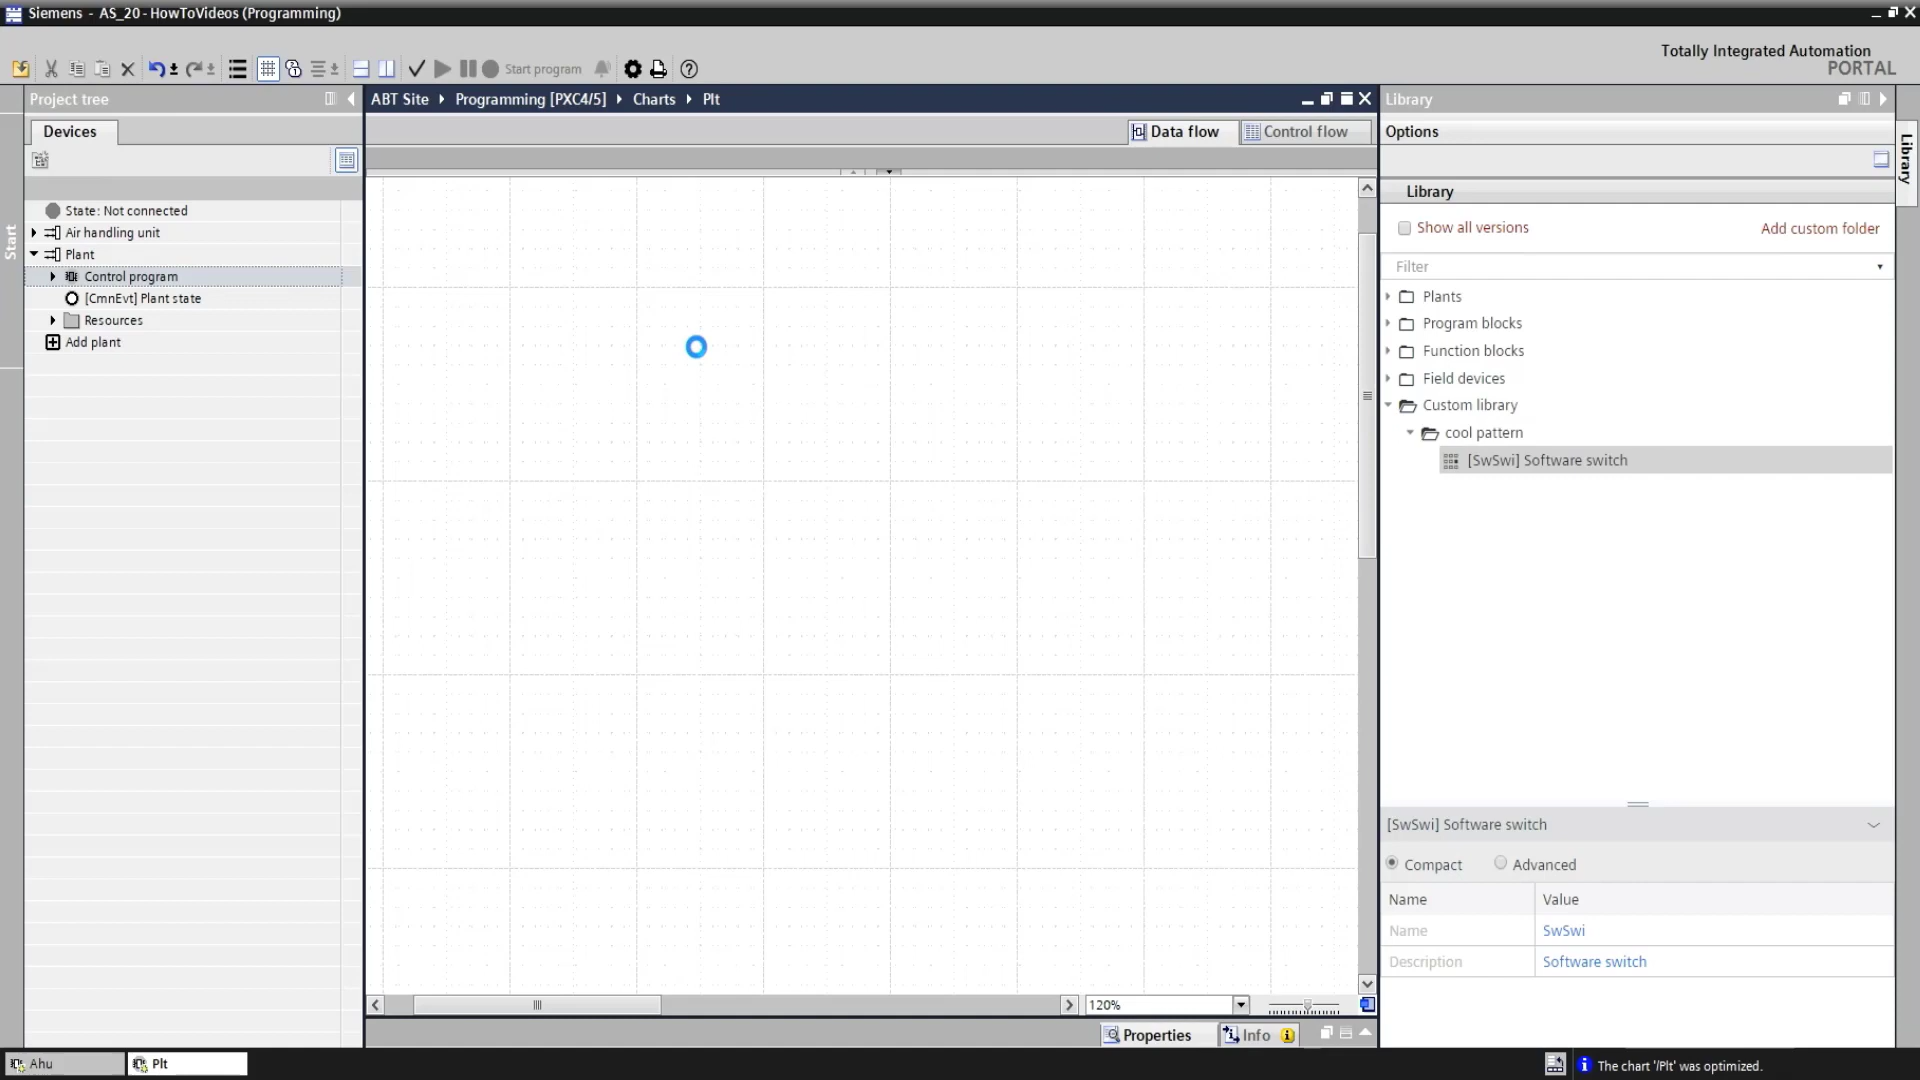 Siemens - AS_20 - HowToVideos (Programming)
Totally Integrated Automation
PORTAL
Start program
Project tree
ABT Site Programming [PXC4/5] Charts Plt
Library
Devices
Data flow
Control flow
Options
Library
Start
Library
State: Not connected
Air handling unit
Plant
Control program
[CmnEvt] Plant state
Resources
Add plant
Show all versions
Add custom folder
Filter
Plants
Program blocks
Function blocks
Field devices
Custom library
cool pattern
[SwSwi] Software switch
[SwSwi] Software switch
Compact
Advanced
Name Value
Name SwSwi
Description Software switch
120%
Properties
Info
Ahu
Plt
The chart '/Plt' was optimized.